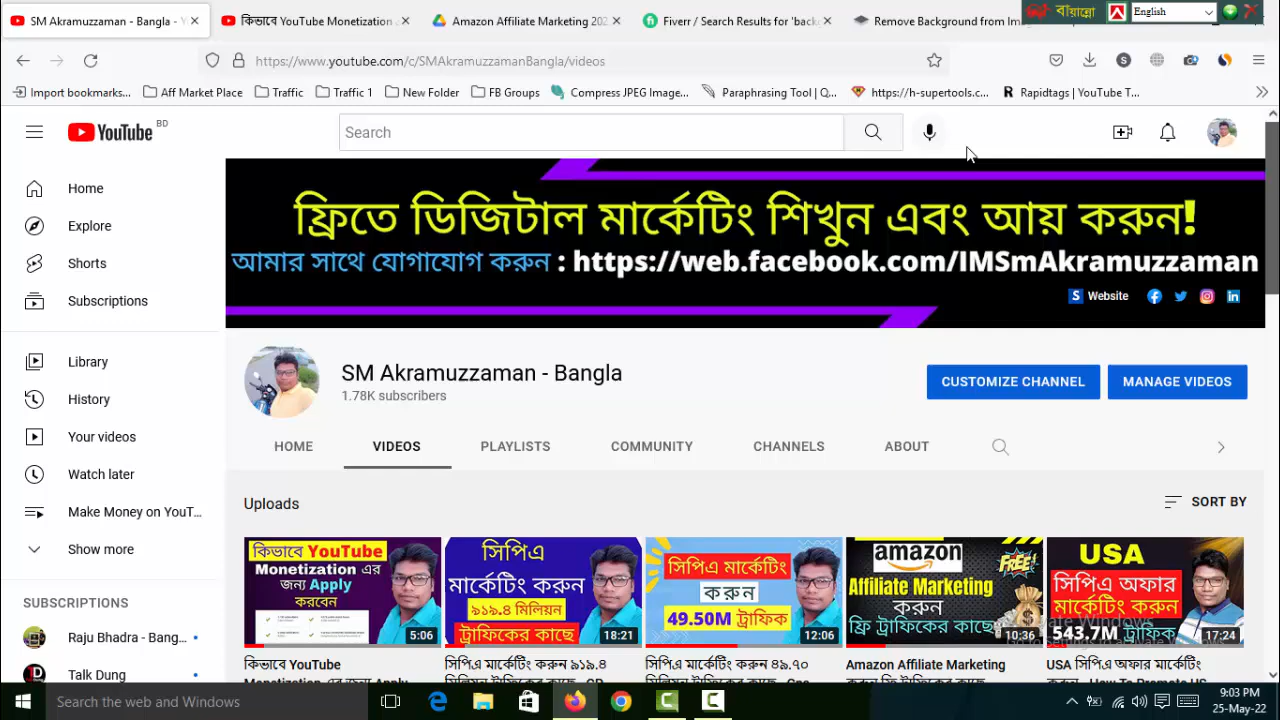 SM Akramuzzaman - Bangla - Y
কিভাবে YouTube Monetization এ
Amazon Affiliate Marketing 202
Fiverr / Search Results for 'back
Remove Background from Im
বায়ান্নো
English
https://www.youtube.com/c/SMAkramuzzamanBangla/videos
Import bookmarks...
Aff Market Place
Traffic
Traffic 1
New Folder
FB Groups
Compress JPEG Image...
Paraphrasing Tool | Q...
https://h-supertools.c...
Rapidtags | YouTube T...
YouTube BD
Search
Home
Explore
Shorts
Subscriptions
Library
History
Your videos
Watch later
Make Money on YouT...
Show more
SUBSCRIPTIONS
Raju Bhadra - Bang...
Talk Dung
ফ্রিতে ডিজিটাল মার্কেটিং শিখুন এবং আয় করুন!
আমার সাথে যোগাযোগ করুন : https://web.facebook.com/IMSmAkramuzzaman
S Website
SM Akramuzzaman - Bangla
1.78K subscribers
CUSTOMIZE CHANNEL
MANAGE VIDEOS
HOME
VIDEOS
PLAYLISTS
COMMUNITY
CHANNELS
ABOUT
Uploads
SORT BY
কিভাবে YouTube
Monetization এর
জন্য Apply
করবেন
5:06
সিপিএ
মার্কেটিং করুন
৯১৯.৪ মিলিয়ন
ট্রাফিকের কাছে
18:21
সিপিএ মার্কেটিং
করুন
49.50M ট্রাফিক
12:06
amazon
FREE!
Affiliate Marketing
করুন
ফ্রি ট্রাফিকের কাছে
10:36
USA
সিপিএ অফার
মার্কেটিং করুন
543.7M ট্রাফিক
17:24
কিভাবে YouTube
সিপিএ মার্কেটিং করুন ৯১৯.৪
সিপিএ মার্কেটিং করুন ৪৯.৭০
Amazon Affiliate Marketing
USA সিপিএ অফার মার্কেটিং
Search the web and Windows
9:03 PM
25-May-22